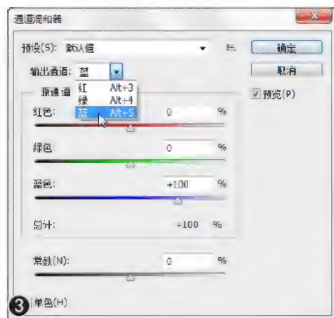 通道混和器
预设(S): 默认值
确定
输出通道: 蓝
取消
红 Alt+3
绿 Alt+4
蓝 Alt+5
预览(P)
源通道
红色: 0 %
绿色: 0 %
蓝色: +100 %
总计: +100 %
常数(N): 0 %
3 单色(H)